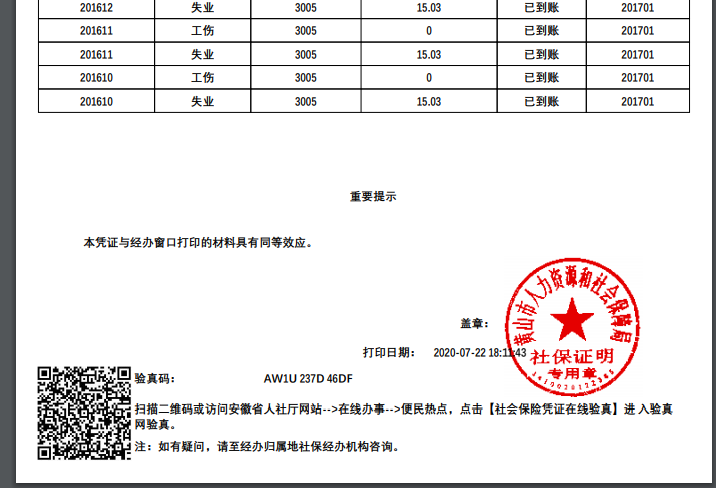 201612 失业 3005 15.03 已到账 201701
201611 工伤 3005 0 已到账 201701
201611 失业 3005 15.03 已到账 201701
201610 工伤 3005 0 已到账 201701
201610 失业 3005 15.03 已到账 201701
重要提示
本凭证与经办窗口打印的材料具有同等效应。
黄山市人力资源和社会保障局
盖章：
打印日期： 2020-07-22 18:11:43
社保证明
专用章
验真码： AW1U 237D 46DF
扫描二维码或访问安徽省人社厅网站-->在线办事-->便民热点，点击【社会保险凭证在线验真】进 入验真
网验真。
注：如有疑问，请至经办归属地社保经办机构咨询。